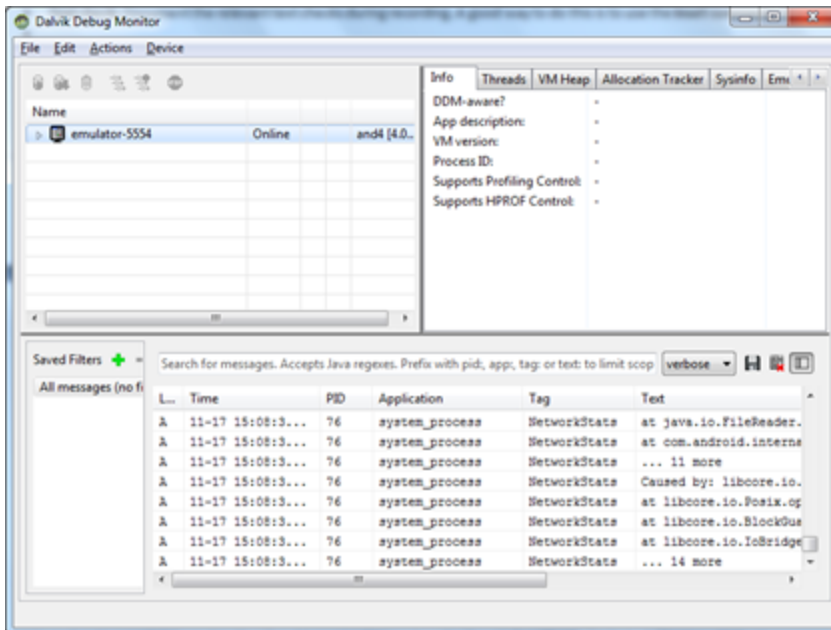 Dalvik Debug Monitor
File Edit Actions Device
Name
emulator-5554 Online and4 [4.0...
Info Threads VM Heap Allocation Tracker Sysinfo Emu
DDM-aware? -
App description: -
VM version: -
Process ID: -
Supports Profiling Control: -
Supports HPROF Control: -
Saved Filters
All messages (no fi
Search for messages. Accepts Java regexes. Prefix with pid:, app:, tag: or text: to limit scop verbose
L... Time PID Application Tag Text
A 11-17 15:08:3... 76 system_process NetworkStats at java.io.FileReader.
A 11-17 15:08:3... 76 system_process NetworkStats at com.android.interna
A 11-17 15:08:3... 76 system_process NetworkStats ... 11 more
A 11-17 15:08:3... 76 system_process NetworkStats Caused by: libcore.io.
A 11-17 15:08:3... 76 system_process NetworkStats at libcore.io.Posix.op
A 11-17 15:08:3... 76 system_process NetworkStats at libcore.io.BlockGua
A 11-17 15:08:3... 76 system_process NetworkStats at libcore.io.IoBridge
A 11-17 15:08:3... 76 system_process NetworkStats ... 14 more